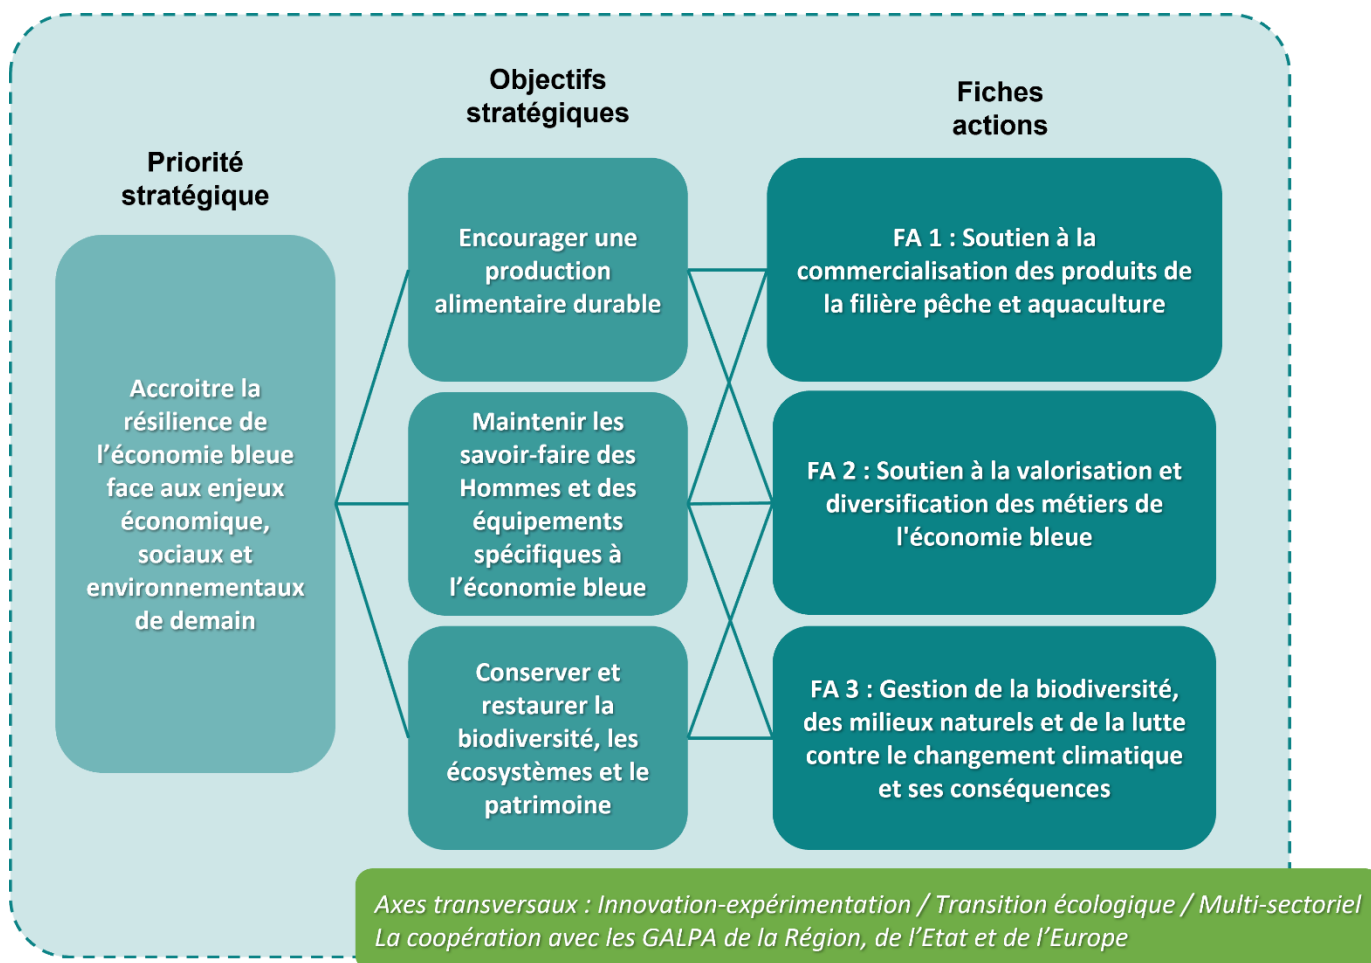 Priorité
stratégique
Objectifs
stratégiques
Fiches
actions
Accroitre la
résilience de
l’économie bleue
face aux enjeux
économique,
sociaux et
environnementaux
de demain
Encourager une
production
alimentaire durable
Maintenir les
savoir-faire des
Hommes et des
équipements
spécifiques à
l’économie bleue
Conserver et
restaurer la
biodiversité, les
écosystèmes et le
patrimoine
FA 1 : Soutien à la
commercialisation des produits de
la filière pêche et aquaculture
FA 2 : Soutien à la valorisation et
diversification des métiers de
l'économie bleue
FA 3 : Gestion de la biodiversité,
des milieux naturels et de la lutte
contre le changement climatique
et ses conséquences
Axes transversaux : Innovation-expérimentation / Transition écologique / Multi-sectoriel
La coopération avec les GALPA de la Région, de l’Etat et de l’Europe